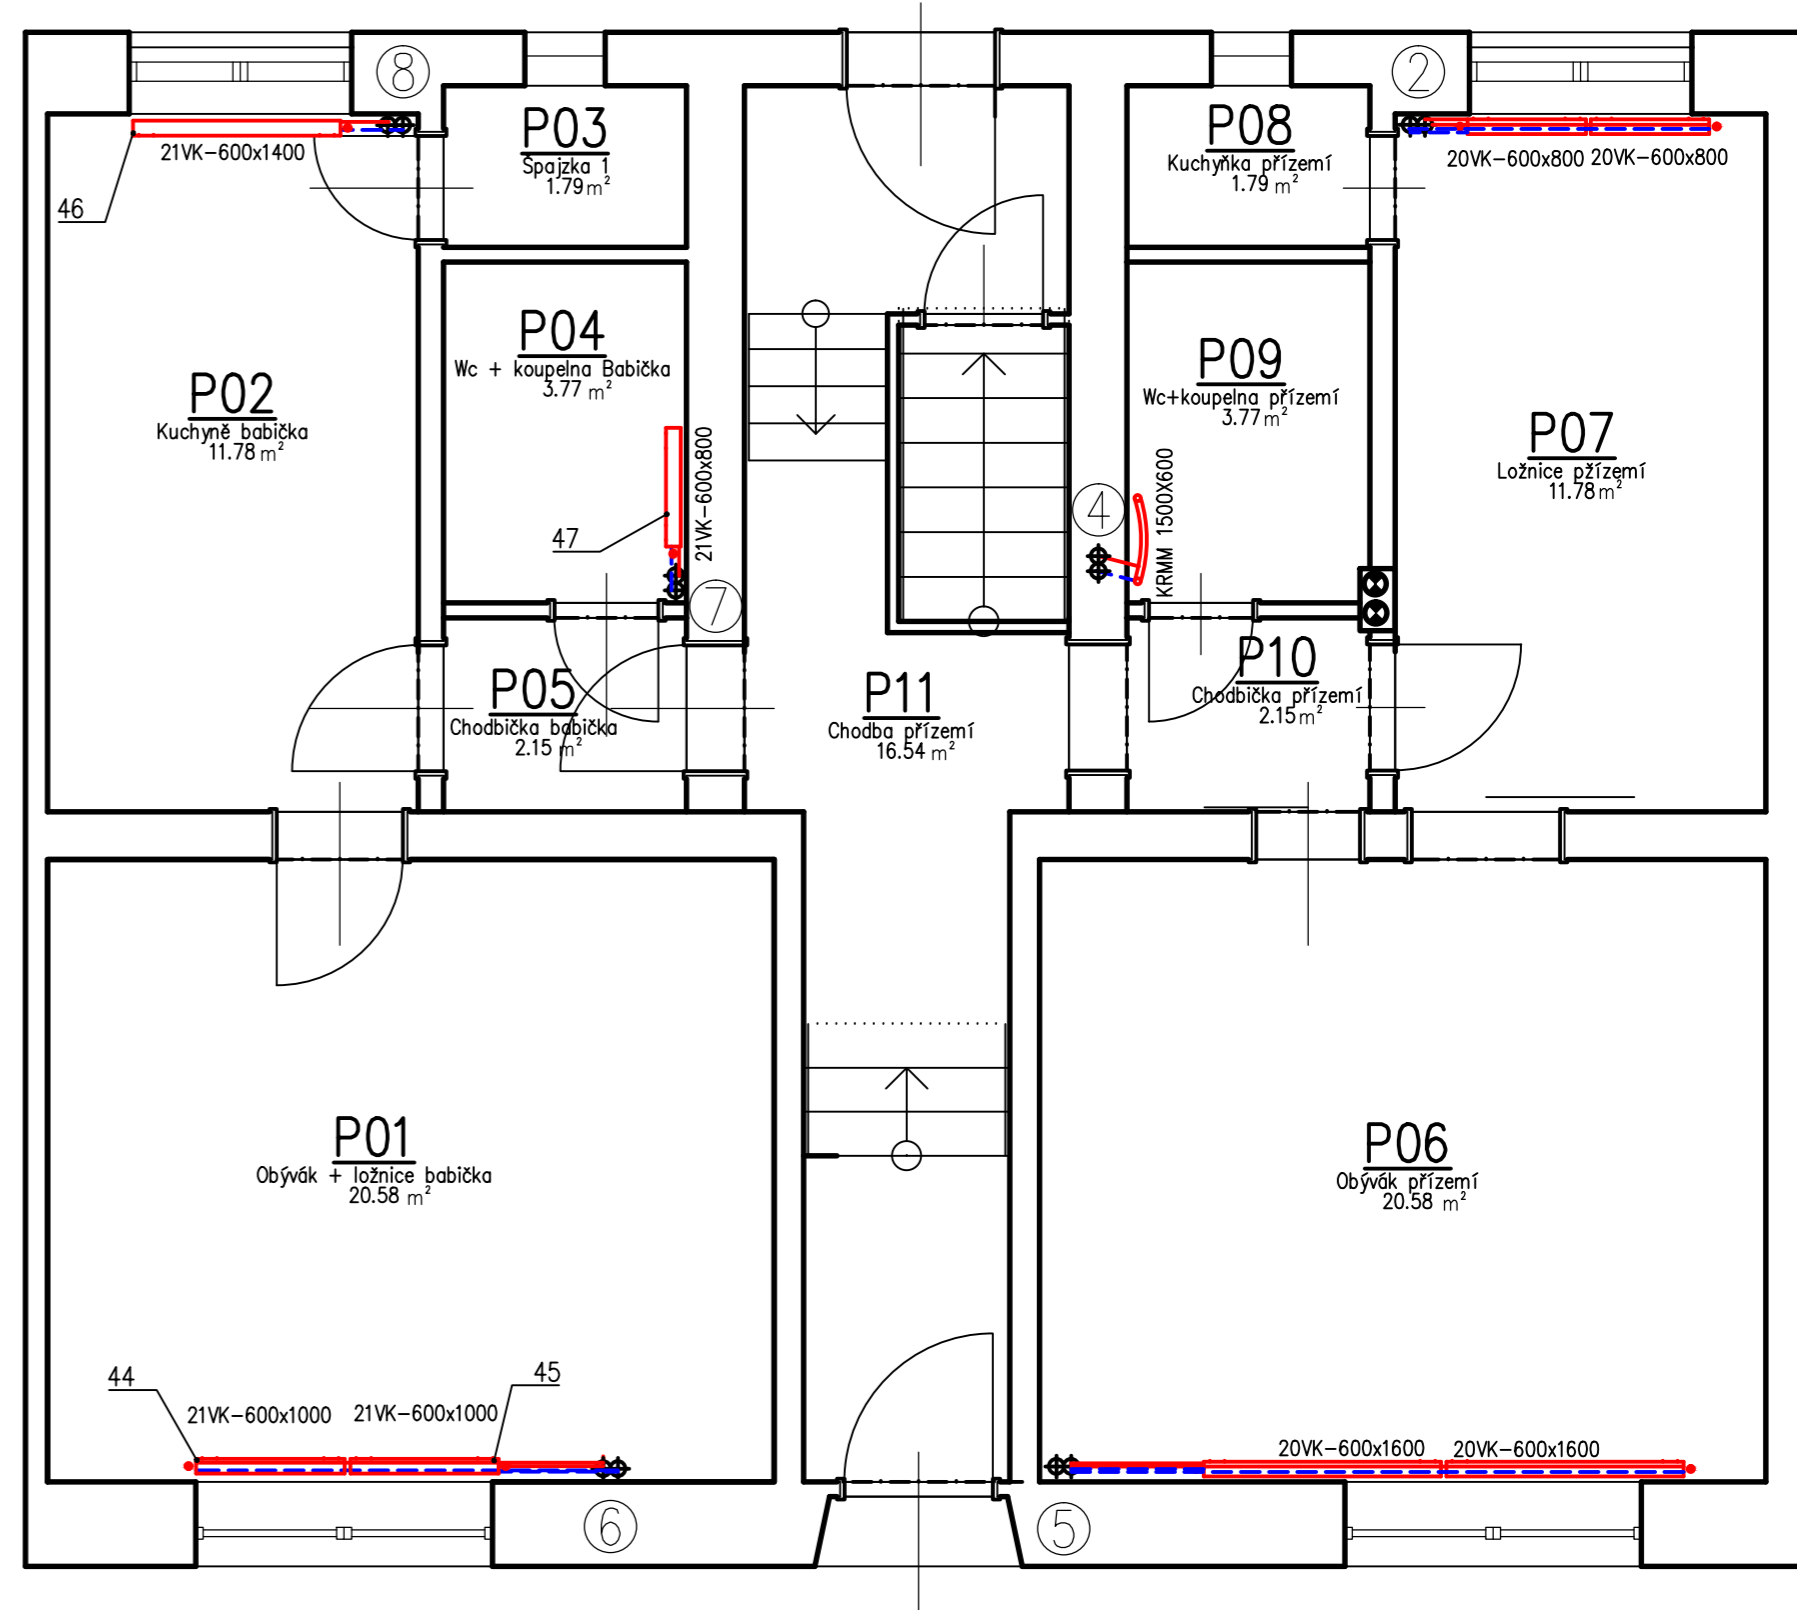 8
2
P03
Špajzka 1
1.79 m²
P08
Kuchyňka přízemí
1.79 m²
21VK-600x1400
20VK-600x800
20VK-600x800
46
P04
Wc + koupelna Babička
3.77 m²
P09
Wc+koupelna přízemí
3.77 m²
P02
Kuchyně babička
11.78 m²
P07
Ložnice pžízemí
11.78 m²
21VK-600x800
47
4
KRMM 1500X600
7
P05
Chodbička babička
2.15 m²
P11
Chodba přízemí
16.54 m²
P10
Chodbička přízemí
2.15 m²
P01
Obývák + ložnice babička
20.58 m²
P06
Obývák přízemí
20.58 m²
44
45
21VK-600x1000
21VK-600x1000
20VK-600x1600
20VK-600x1600
6
5